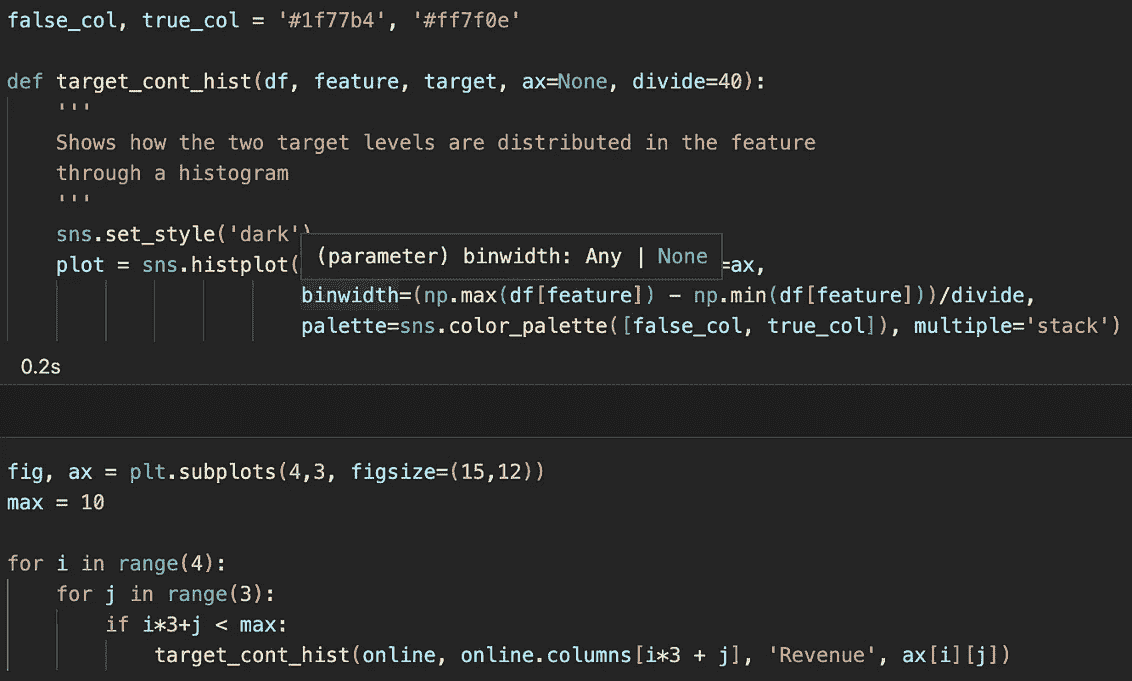 false_col, true_col = '#1f77b4', '#ff7f0e'
def target_cont_hist(df, feature, target, ax=None, divide=40):
'''
Shows how the two target levels are distributed in the feature
through a histogram
'''
sns.set_style('dark')
(parameter) binwidth: Any | None
plot = sns.histplot( =ax,
binwidth=(np.max(df[feature]) - np.min(df[feature]))/divide,
palette=sns.color_palette([false_col, true_col]), multiple='stack')
0.2s
fig, ax = plt.subplots(4,3, figsize=(15,12))
max = 10
for i in range(4):
for j in range(3):
if i*3+j < max:
target_cont_hist(online, online.columns[i*3 + j], 'Revenue', ax[i][j])